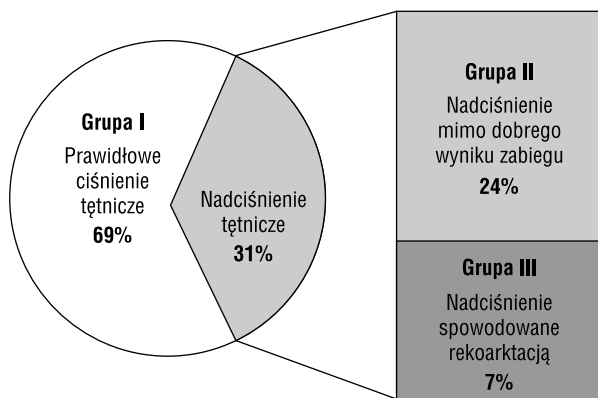 Grupa I
Prawidłowe
ciśnienie
tętnicze
69%
Nadciśnienie
tętnicze
31%
Grupa II
Nadciśnienie
mimo dobrego
wyniku zabiegu
24%
Grupa III
Nadciśnienie
spowodowane
rekoarktacją
7%